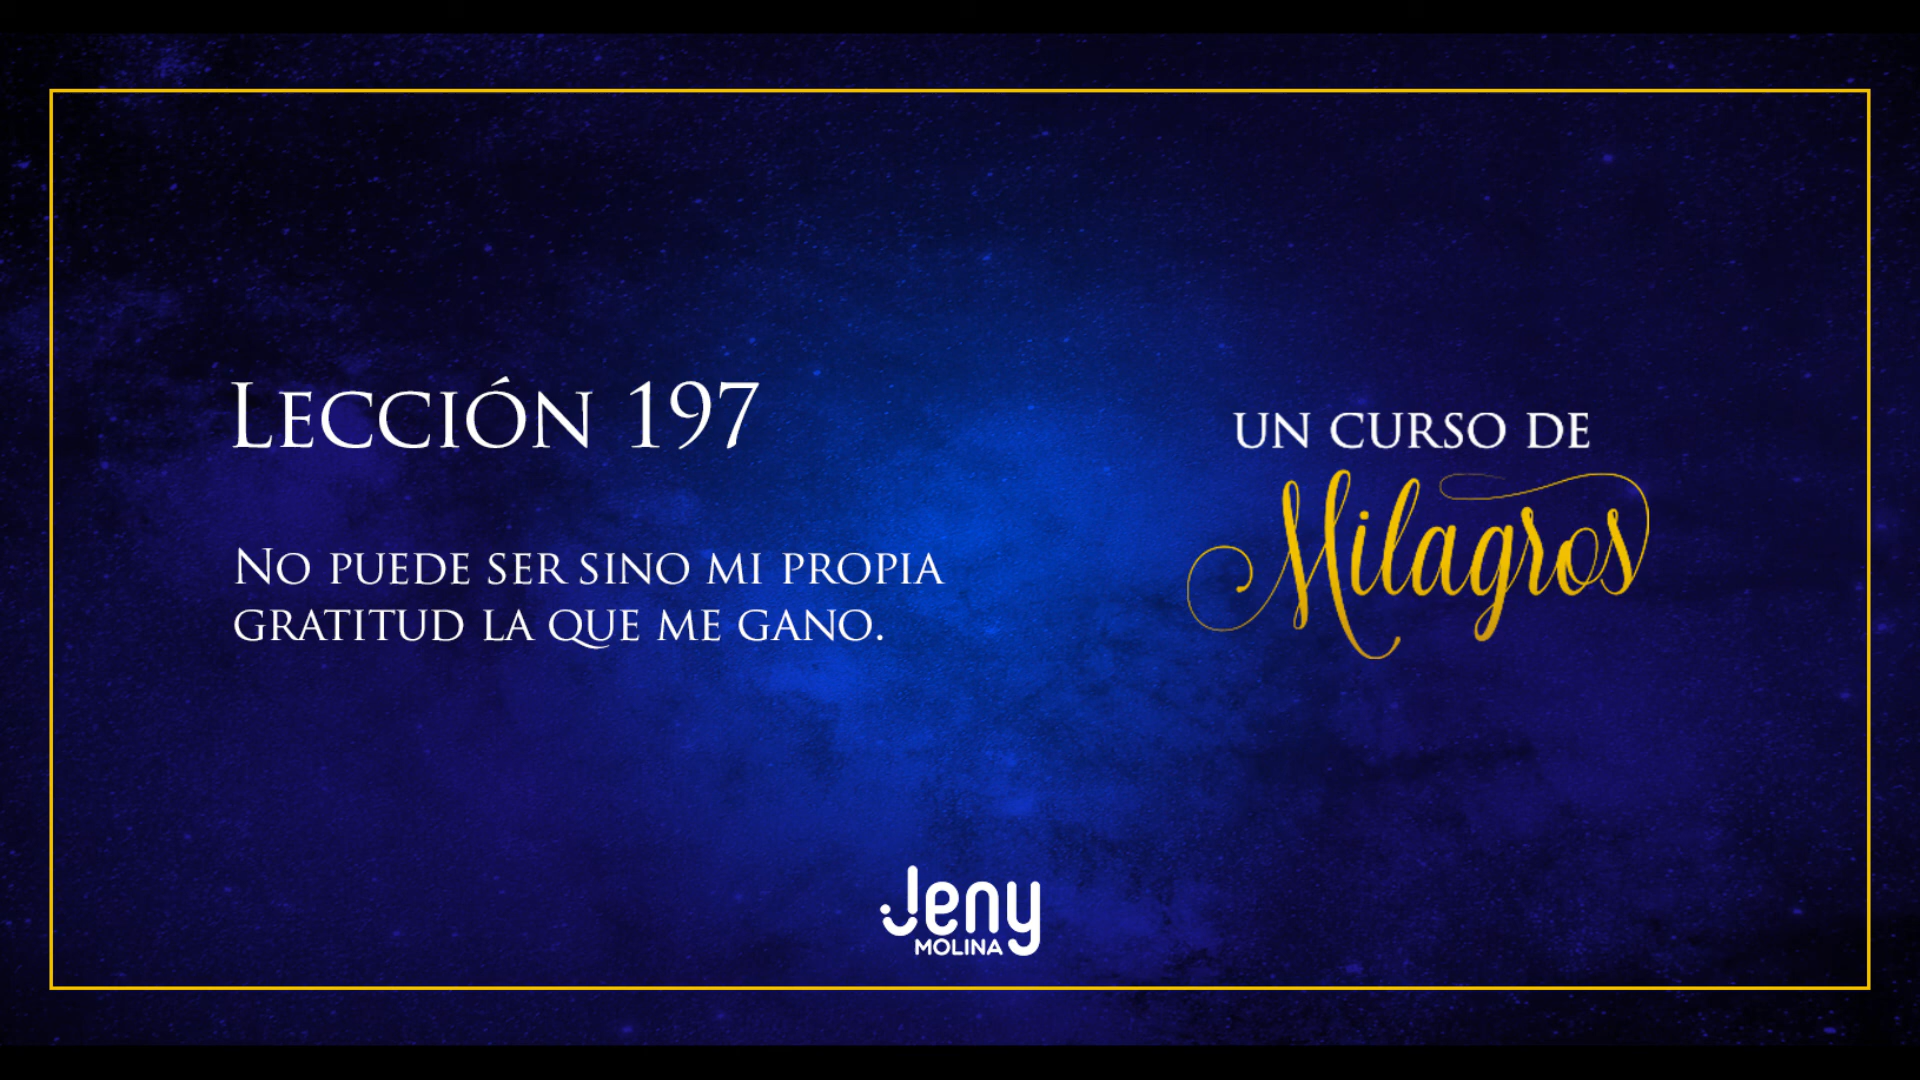 Lección 197
No puede ser sino mi propia
gratitud la que me gano.
un curso de
Milagros
Jeny
MOLINA